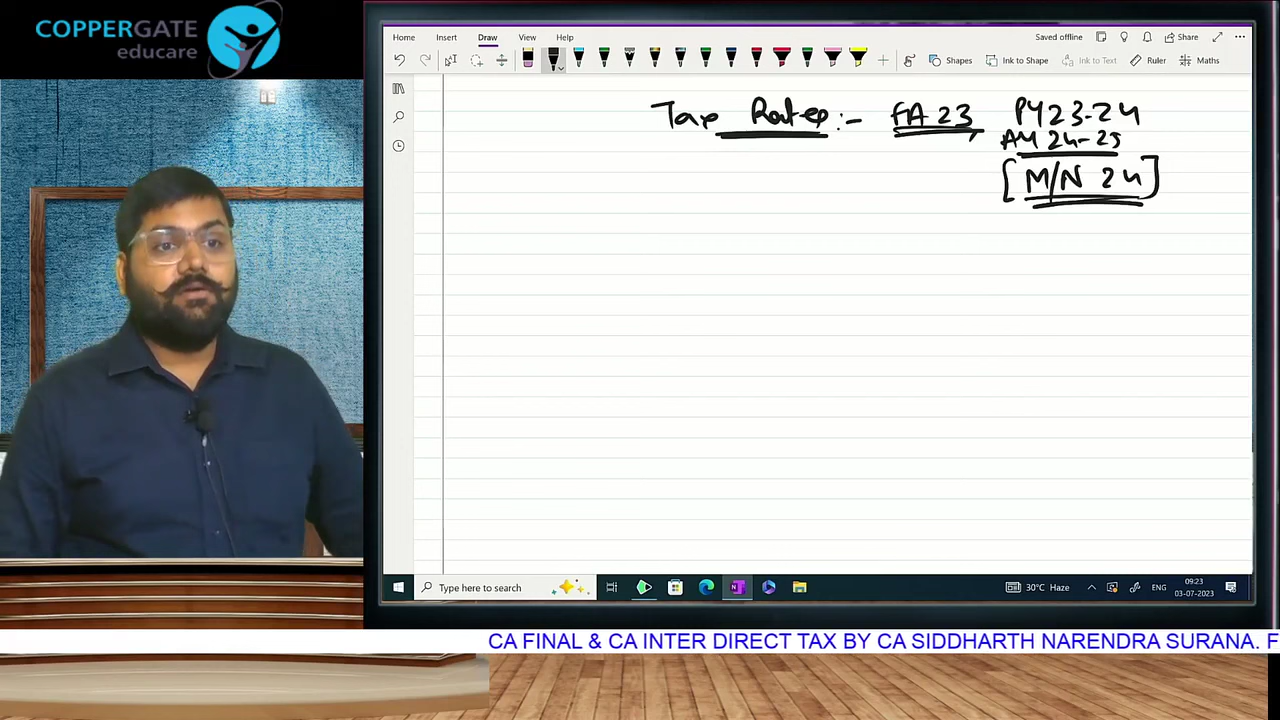 COPPERGATE
educare
Home Insert Draw View Help
Saved offline
Share
Shapes
Ink to Shape
Ink to Text
Ruler
Maths
Tax Rates :- FA 23 PY 23-24
AY 24-25
[M/N 24]
Type here to search
30°C Haze
ENG
09:23
03-07-2023
CA FINAL & CA INTER DIRECT TAX BY CA SIDDHARTH NARENDRA SURANA. F